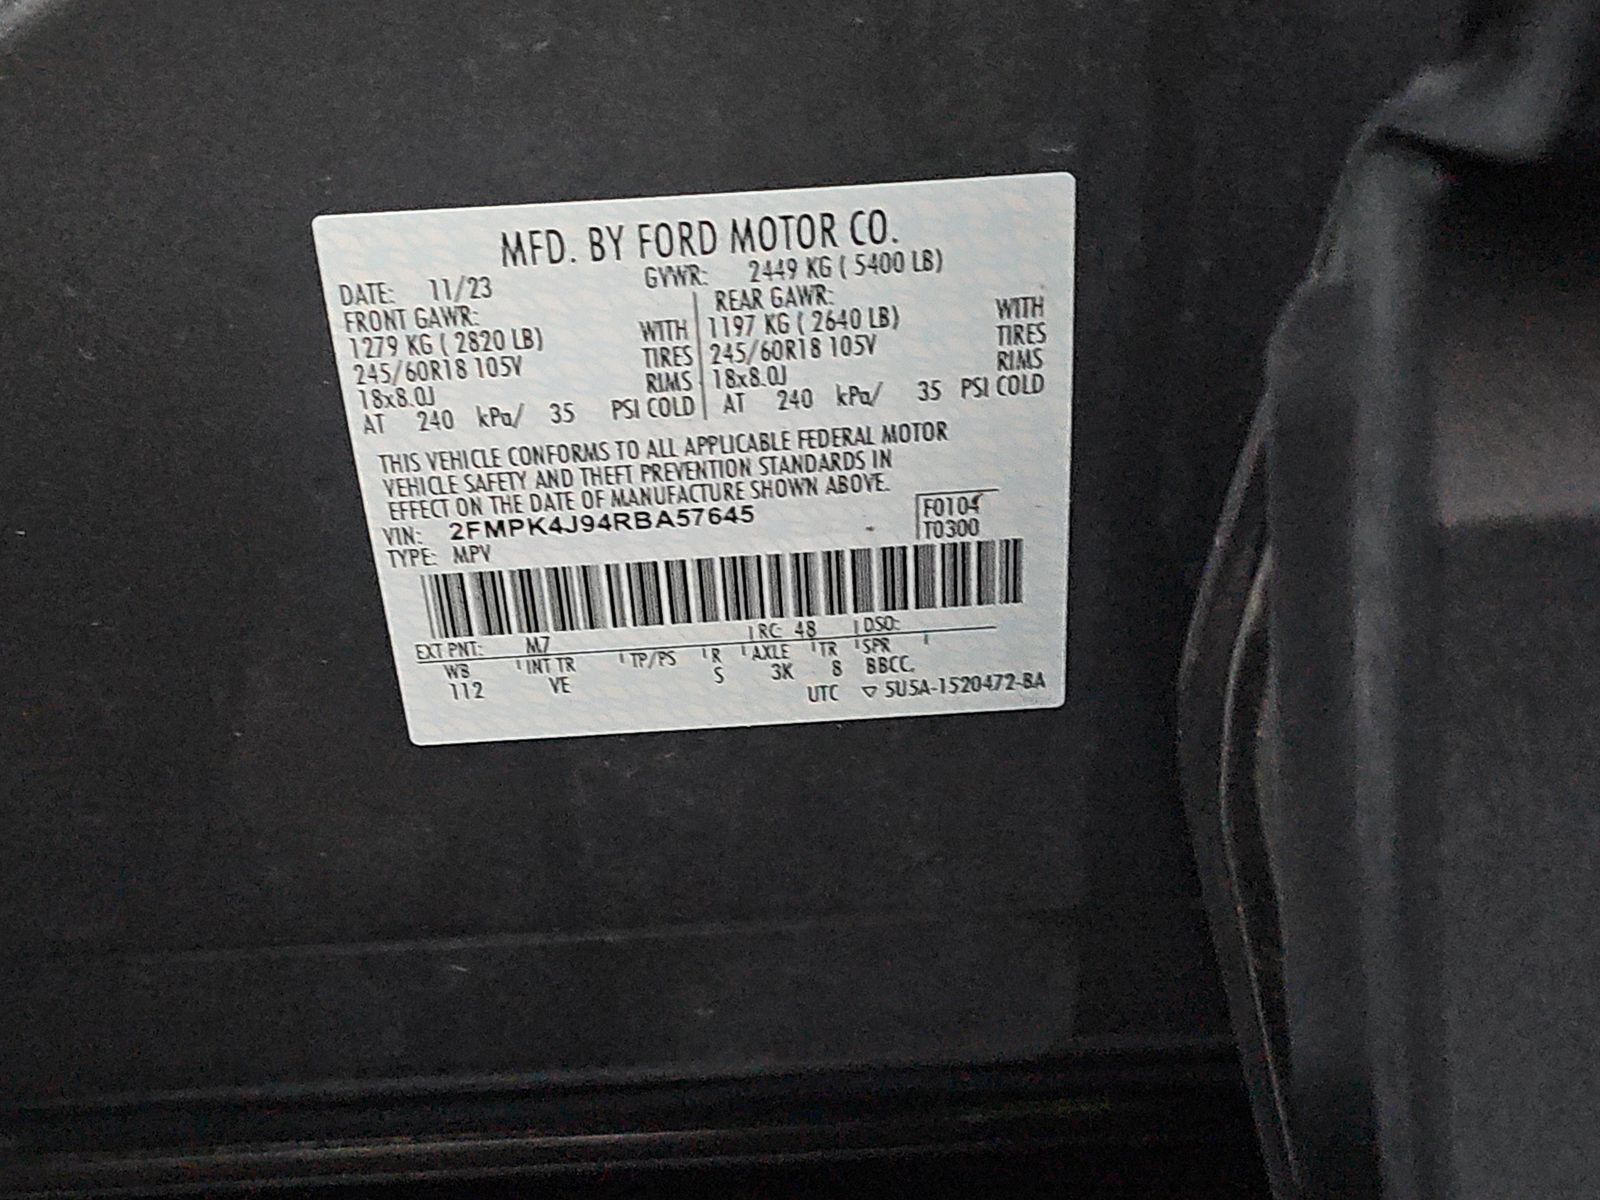 MFD. BY FORD MOTOR CO.
DATE: 11/23 GVWR: 2449 KG ( 5400 LB)
FRONT GAWR: REAR GAWR:
1279 KG ( 2820 LB) WITH 1197 KG ( 2640 LB) WITH
245/60R18 105V TIRES 245/60R18 105V TIRES
18x8.0J RIMS 18x8.0J RIMS
AT 240 kPa/ 35 PSI COLD AT 240 kPa/ 35 PSI COLD
THIS VEHICLE CONFORMS TO ALL APPLICABLE FEDERAL MOTOR
VEHICLE SAFETY AND THEFT PREVENTION STANDARDS IN
EFFECT ON THE DATE OF MANUFACTURE SHOWN ABOVE.
VIN: 2FMPK4J94RBA57645 F0104
TYPE: MPV T0300
EXT PNT: M7 RC: 48 DSO:
WB INT TR TP/PS R AXLE TR SPR
112 VE S 3K 8 BBCC.
UTC ▽ 5U5A-1520472-BA